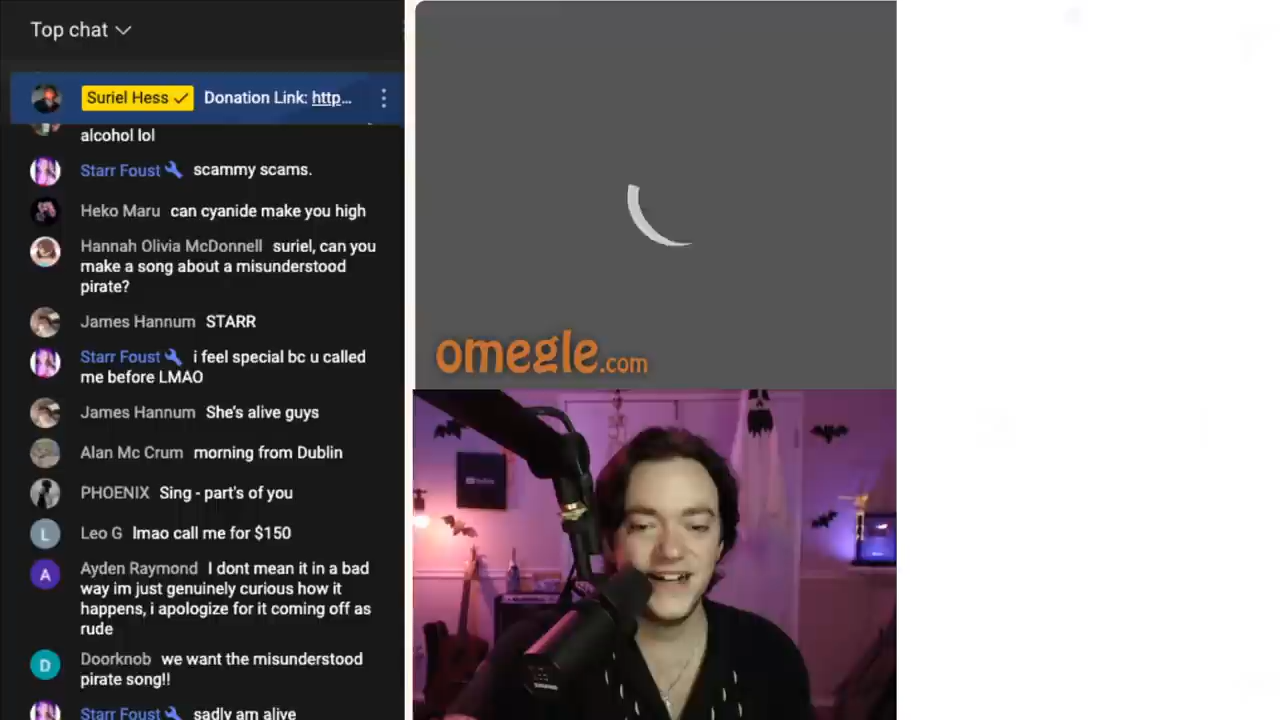 Top chat
Suriel Hess Donation Link: http...
alcohol lol
Starr Foust scammy scams.
Heko Maru can cyanide make you high
Hannah Olivia McDonnell suriel, can you
make a song about a misunderstood
pirate?
James Hannum STARR
Starr Foust i feel special bc u called
me before LMAO
James Hannum She's alive guys
Alan Mc Crum morning from Dublin
PHOENIX Sing - part's of you
L Leo G lmao call me for $150
A Ayden Raymond I dont mean it in a bad
way im just genuinely curious how it
happens, i apologize for it coming off as
rude
D Doorknob we want the misunderstood
pirate song!!
Starr Foust sadly am alive
omegle.com